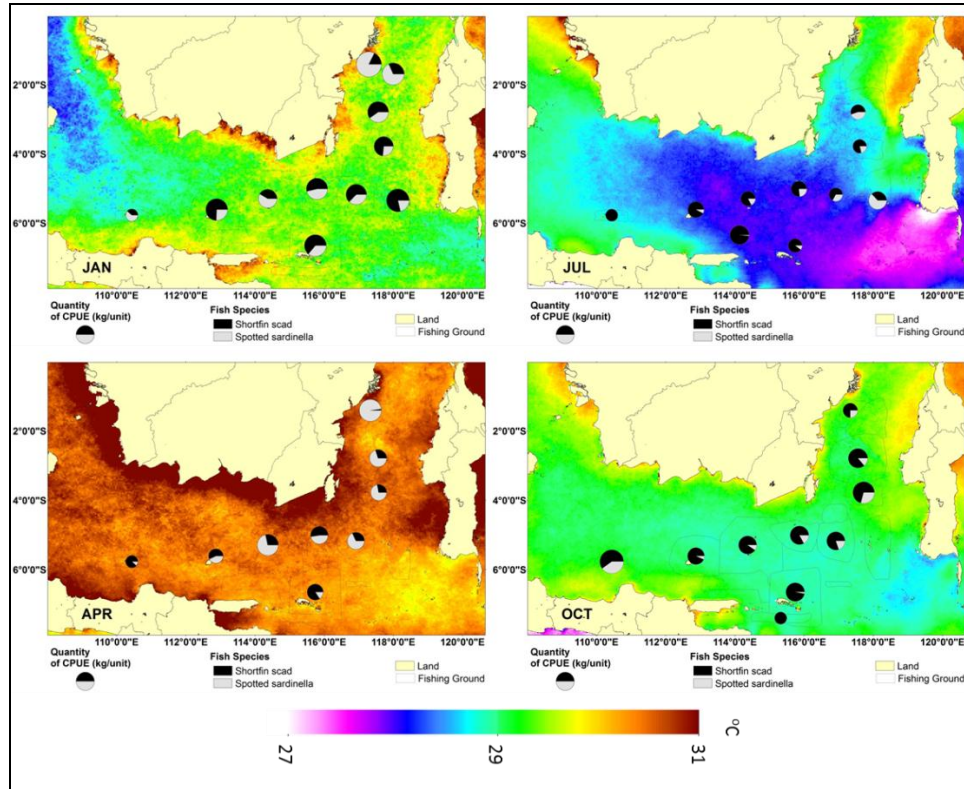 2°0'0"S
4°0'0"S
6°0'0"S
JAN
JUL
110°0'0"E 112°0'0"E 114°0'0"E 116°0'0"E 118°0'0"E 120°0'0"E
110°0'0"E 112°0'0"E 114°0'0"E 116°0'0"E 118°0'0"E 120°0'0"E
Quantity
of CPUE (kg/unit)
Fish Species
Shortfin scad
Spotted sardinella
Land
Fishing Ground
Quantity
of CPUE (kg/unit)
Fish Species
Shortfin scad
Spotted sardinella
Land
Fishing Ground
2°0'0"S
4°0'0"S
6°0'0"S
2°0'0"S
4°0'0"S
6°0'0"S
2°0'0"S
4°0'0"S
6°0'0"S
APR
OCT
110°0'0"E 112°0'0"E 114°0'0"E 116°0'0"E 118°0'0"E 120°0'0"E
110°0'0"E 112°0'0"E 114°0'0"E 116°0'0"E 118°0'0"E 120°0'0"E
Quantity
of CPUE (kg/unit)
Fish Species
Shortfin scad
Spotted sardinella
Land
Fishing Ground
Quantity
of CPUE (kg/unit)
Fish Species
Shortfin scad
Spotted sardinella
Land
Fishing Ground
27
29
31
°C